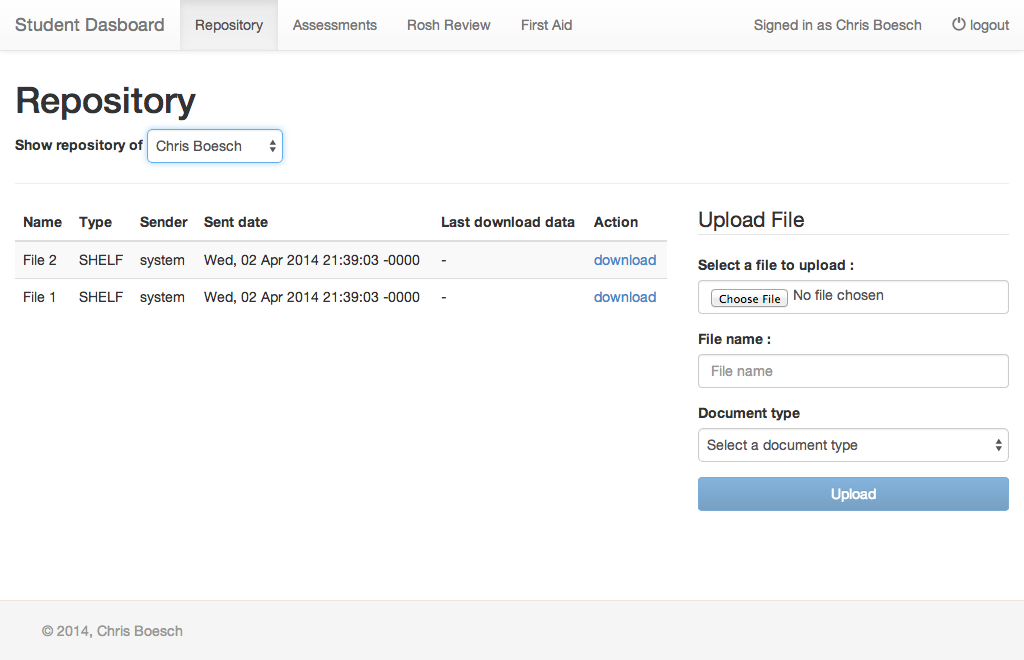 Student Dasboard Repository Assessments Rosh Review First Aid Signed in as Chris Boesch logout
Repository
Show repository of Chris Boesch
Name Type Sender Sent date Last download data Action
File 2 SHELF system Wed, 02 Apr 2014 21:39:03 -0000 - download
File 1 SHELF system Wed, 02 Apr 2014 21:39:03 -0000 - download
Upload File
Select a file to upload :
Choose File No file chosen
File name :
File name
Document type
Select a document type
Upload
© 2014, Chris Boesch